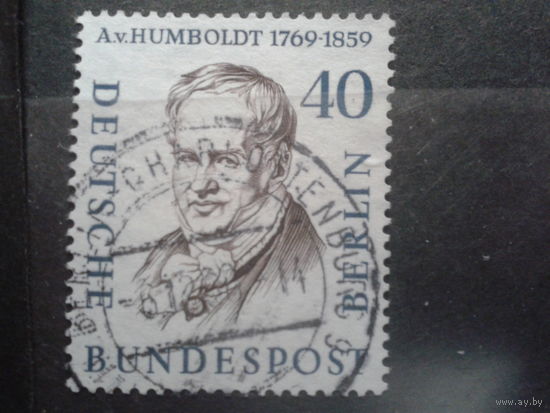 A.v.HUMBOLDT 1769-1859
40
DEUTSCHE
BERLIN
BUNDESPOST
www.ay.by